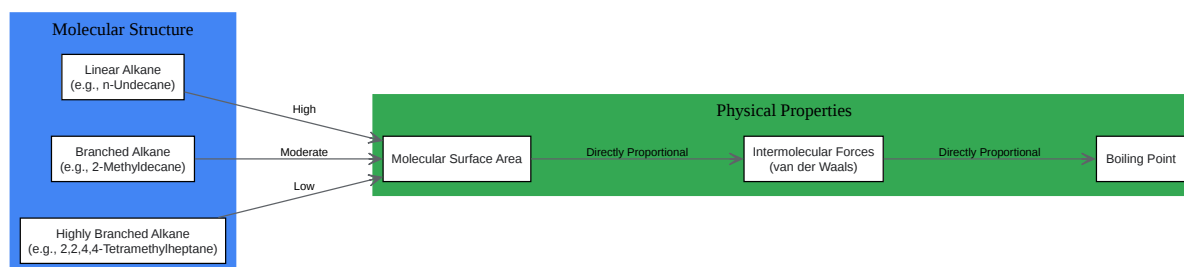 Molecular Structure
Linear Alkane
(e.g., n-Undecane)
High
Branched Alkane
(e.g., 2-Methyldecane)
Moderate
Highly Branched Alkane
(e.g., 2,2,4,4-Tetramethylheptane)
Low
Physical Properties
Molecular Surface Area
Directly Proportional
Intermolecular Forces
(van der Waals)
Directly Proportional
Boiling Point